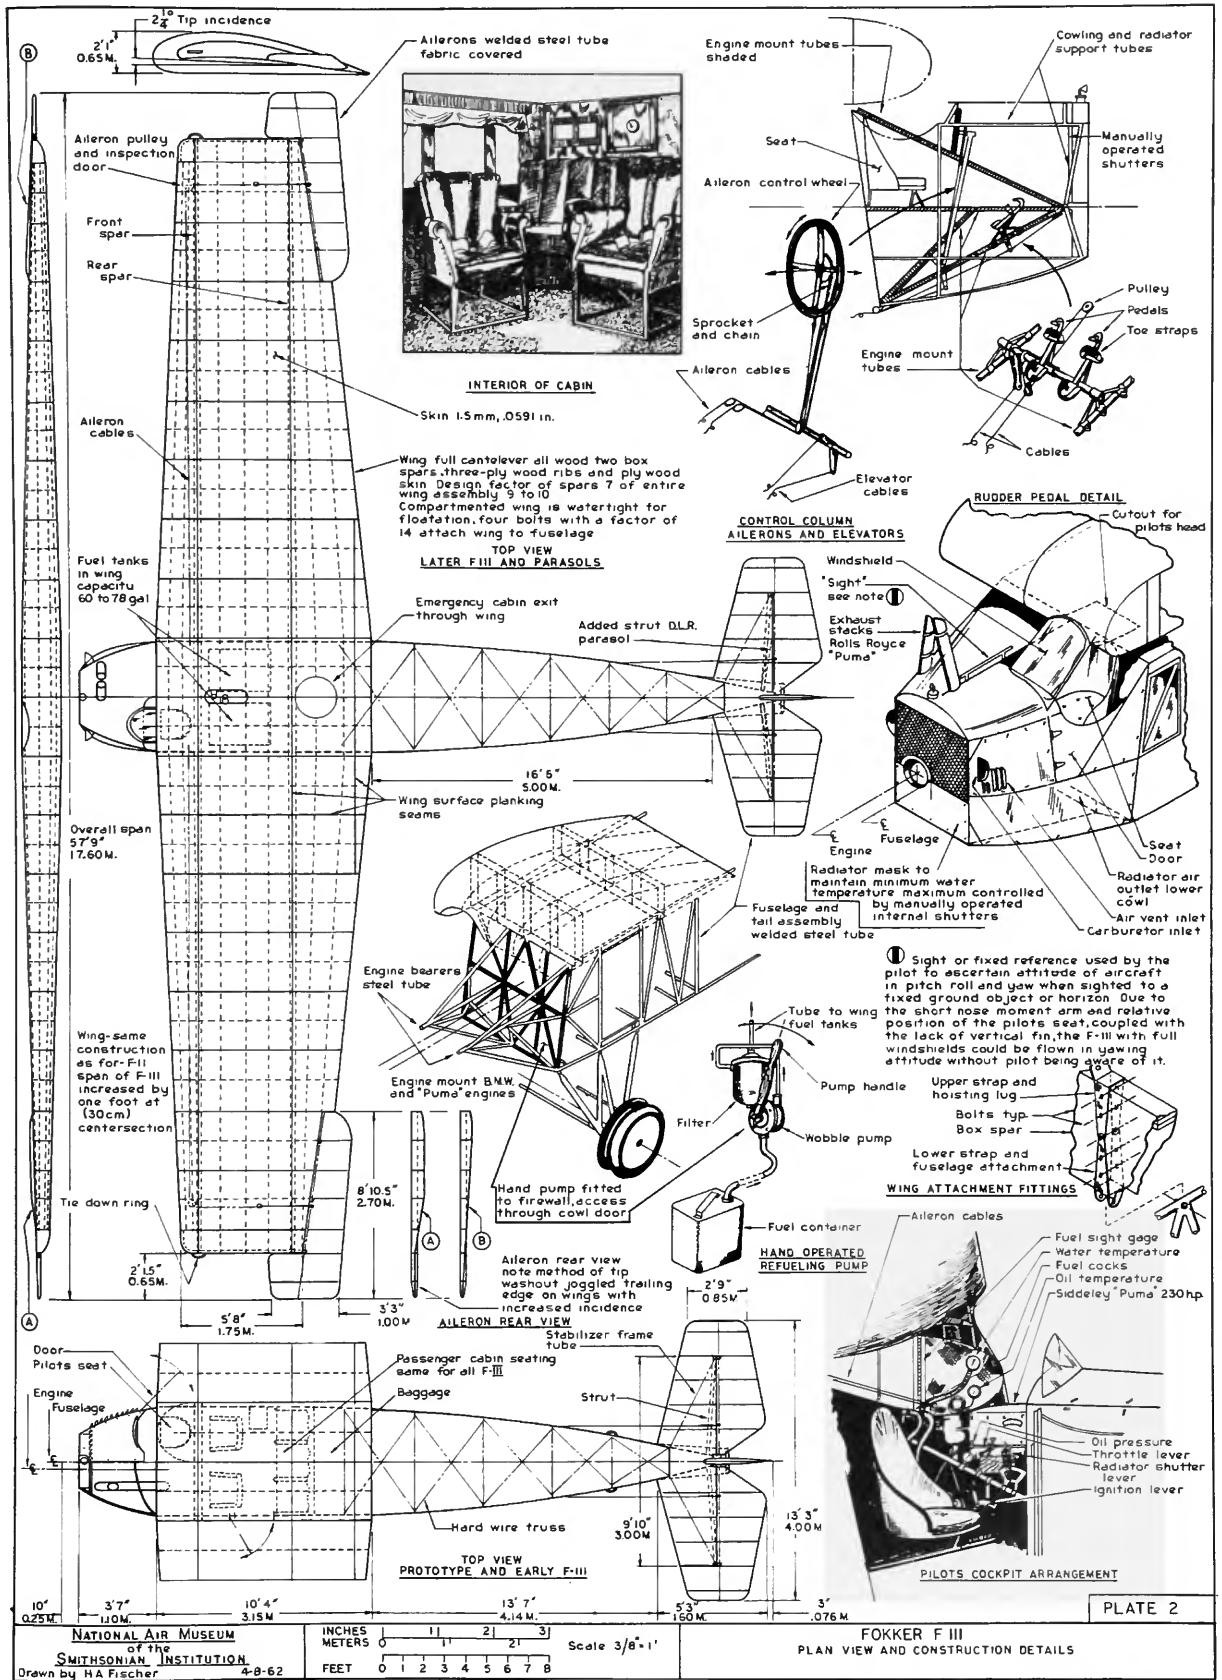 2 1/4° Tip incidence
B
2'1"
0.65M.
Ailerons welded steel tube
fabric covered
Engine mount tubes
shaded
Cowling and radiator
support tubes
Aileron pulley
and inspection
door
Seat
Manually
operated
shutters
Aileron control wheel
Front
spar
Rear
spar
Pulley
Pedals
Toe straps
Sprocket
and chain
Engine mount
tubes
Aileron cables
INTERIOR OF CABIN
Skin 1.5mm, .0591 in.
Aileron
cables
Cables
Wing full cantelever all wood two box
spars, three-ply wood ribs and ply wood
skin Design factor of spars 7 of entire
wing assembly 9 to 10
Compartmented wing is watertight for
floatation, four bolts with a factor of
14 attach wing to fuselage
Elevator
cables
RUDDER PEDAL DETAIL
CONTROL COLUMN
AILERONS AND ELEVATORS
Cutout for
pilots head
TOP VIEW
LATER F III AND PARASOLS
Fuel tanks
in wing
capacitu
60 to 78 gal
Windshield
"Sight"
see note
Emergency cabin exit
through wing
Added strut D.L.R.
parasol
Exhaust
stacks
Rolls Royce
"Puma"
16'5"
5.00M.
Wing surface planking
seams
Overall span
57'9"
17.60M.
℄
Engine
℄
Fuselage
Seat
Door
Radiator mask to
maintain minimum water
temperature maximum controlled
by manually operated
internal shutters
Radiator air
outlet lower
cowl
Air vent inlet
Carburetor inlet
Fuselage and
tail assembly
welded steel tube
Sight or fixed reference used by the
pilot to ascertain attitude of aircraft
in pitch roll and yaw when sighted to a
fixed ground object or horizon Due to
the short nose moment arm and relative
position of the pilots seat, coupled with
the lack of vertical fin, the F-III with full
windshields could be flown in yawing
attitude without pilot being aware of it.
Engine bearers
steel tube
Tube to wing
fuel tanks
Wing-same
construction
as for-F-II
span of F-III
increased by
one foot at
(30cm)
centersection
Engine mount B.M.W.
and "Puma" engines
Pump handle
Filter
Wobble pump
Upper strap and
hoisting lug
Bolts typ.
Box spar
Lower strap and
fuselage attachment
WING ATTACHMENT FITTINGS
8'10.5"
2.70M.
Hand pump fitted
to firewall, access
through cowl door
Tie down ring
A
B
Fuel container
HAND OPERATED
REFUELING PUMP
Aileron cables
Fuel sight gage
Water temperature
Fuel cocks
Oil temperature
Siddeley "Puma" 230 h.p.
2'1.5"
0.65M.
Aileron rear view
note method of tip
washout joggled trailing
edge on wings with
increased incidence
2'9"
0.85M
3'3"
1.00M
5'8"
1.75M.
AILERON REAR VIEW
A
Stabilizer frame
tube
Door
Pilots seat
Passenger cabin seating
same for all F-III
Engine
Fuselage
Baggage
Strut
℄
℄
Oil pressure
Throttle lever
Radiator shutter
lever
Ignition lever
Hard wire truss
9'10"
3.00M
13'3"
4.00M
TOP VIEW
PROTOTYPE AND EARLY F-III
PILOTS COCKPIT ARRANGEMENT
10"
0.25M.
3'7"
1.10M.
10'4"
3.15M
13'7"
4.14M.
5'3"
1.60M.
3"
.076M
PLATE 2
NATIONAL AIR MUSEUM
of the
SMITHSONIAN INSTITUTION
Drawn by HA Fischer 4-8-62
INCHES 1 2 3
METERS 0 1 2
FEET 0 1 2 3 4 5 6 7 8
Scale 3/8"=1'
FOKKER F III
PLAN VIEW AND CONSTRUCTION DETAILS